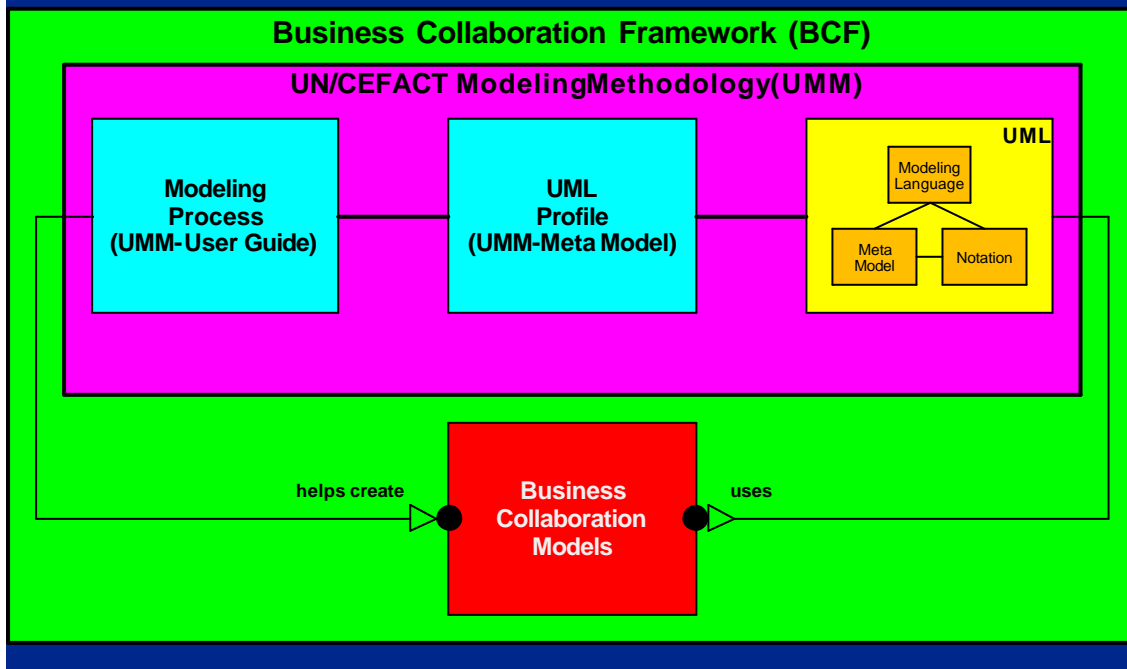 Business Collaboration Framework (BCF)
UN/CEFACT ModelingMethodology(UMM)
Modeling
Process
(UMM-User Guide)
UML
Profile
(UMM-Meta Model)
UML
Modeling
Language
Meta
Model
Notation
helps create
Business
Collaboration
Models
uses